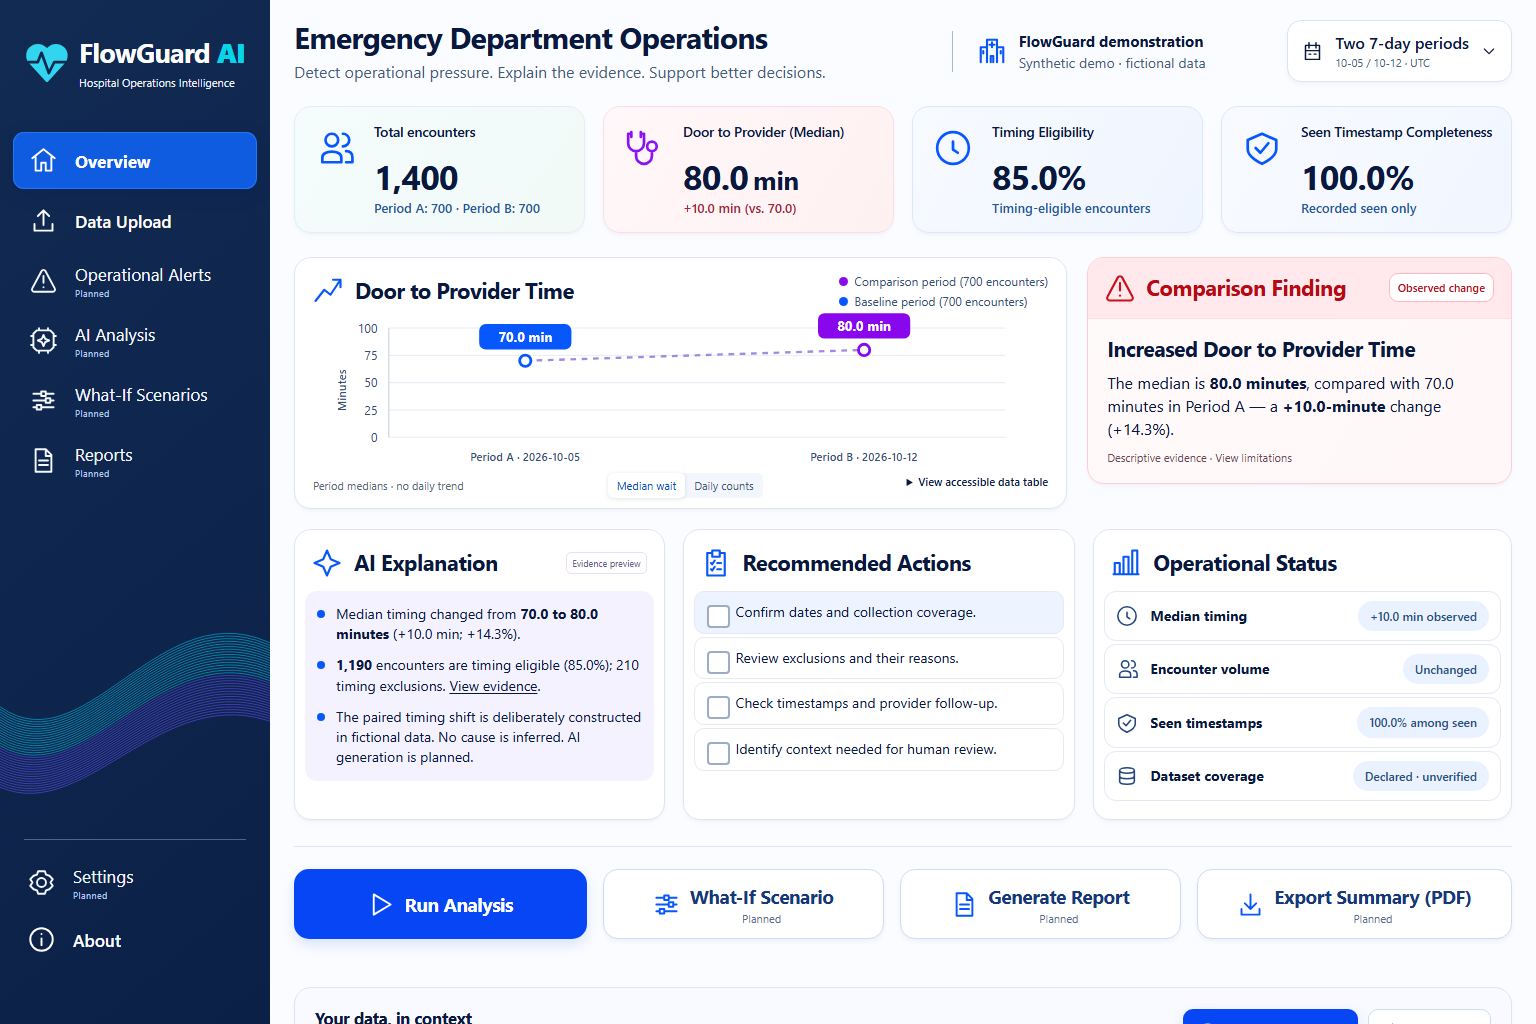 FlowGuard AI
Hospital Operations Intelligence
Overview
Data Upload
Operational Alerts
Planned
AI Analysis
Planned
What-If Scenarios
Planned
Reports
Planned
Settings
Planned
About
Emergency Department Operations
Detect operational pressure. Explain the evidence. Support better decisions.
FlowGuard demonstration
Synthetic demo · fictional data
Two 7-day periods
10-05 / 10-12 · UTC
Total encounters
1,400
Period A: 700 · Period B: 700
Door to Provider (Median)
80.0 min
+10.0 min (vs. 70.0)
Timing Eligibility
85.0%
Timing-eligible encounters
Seen Timestamp Completeness
100.0%
Recorded seen only
Door to Provider Time
Comparison period (700 encounters)
Baseline period (700 encounters)
100
75
50
25
0
Minutes
70.0 min
80.0 min
Period A · 2026-10-05
Period B · 2026-10-12
Period medians · no daily trend
Median wait
Daily counts
View accessible data table
Comparison Finding
Observed change
Increased Door to Provider Time
The median is 80.0 minutes, compared with 70.0
minutes in Period A — a +10.0-minute change
(+14.3%).
Descriptive evidence · View limitations
AI Explanation
Evidence preview
Median timing changed from 70.0 to 80.0
minutes (+10.0 min; +14.3%).
1,190 encounters are timing eligible (85.0%); 210
timing exclusions. View evidence.
The paired timing shift is deliberately constructed
in fictional data. No cause is inferred. AI
generation is planned.
Recommended Actions
Confirm dates and collection coverage.
Review exclusions and their reasons.
Check timestamps and provider follow-up.
Identify context needed for human review.
Operational Status
Median timing
+10.0 min observed
Encounter volume
Unchanged
Seen timestamps
100.0% among seen
Dataset coverage
Declared · unverified
Run Analysis
What-If Scenario
Planned
Generate Report
Planned
Export Summary (PDF)
Planned
Your data, in context